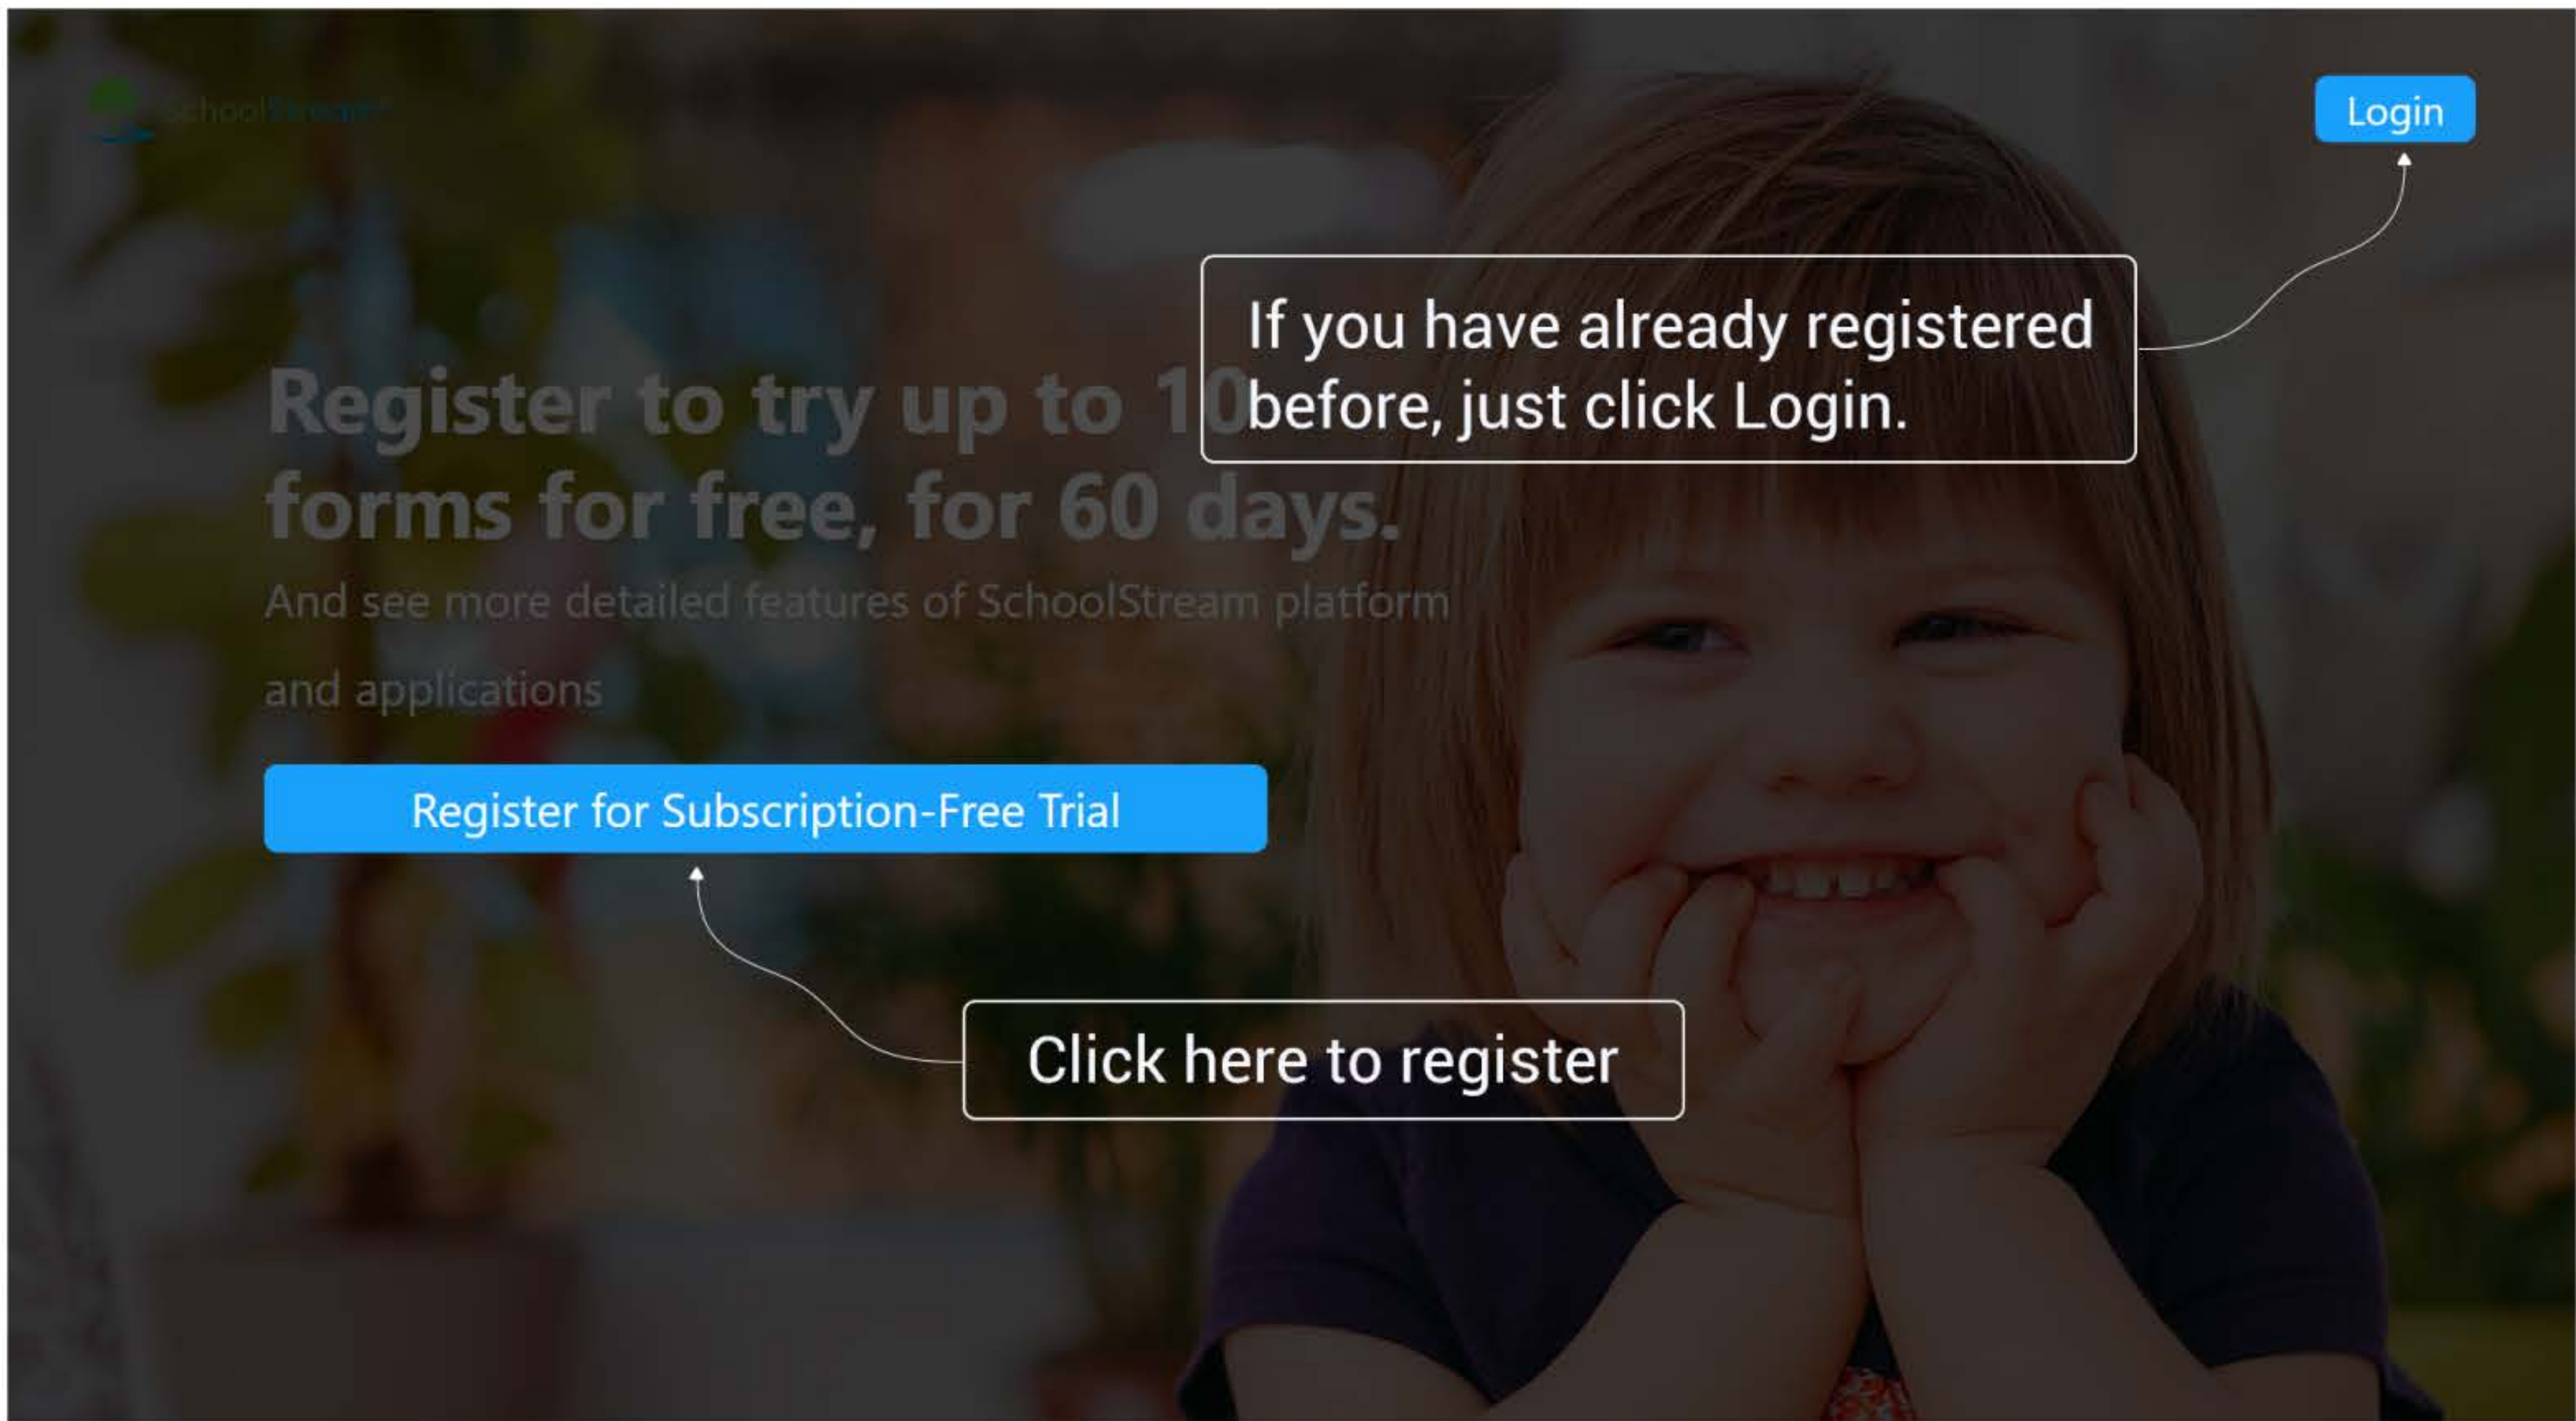 SchoolStream
Login
If you have already registered
before, just click Login.
Register to try up to 10
forms for free, for 60 days.
And see more detailed features of SchoolStream platform
and applications
Register for Subscription-Free Trial
Click here to register